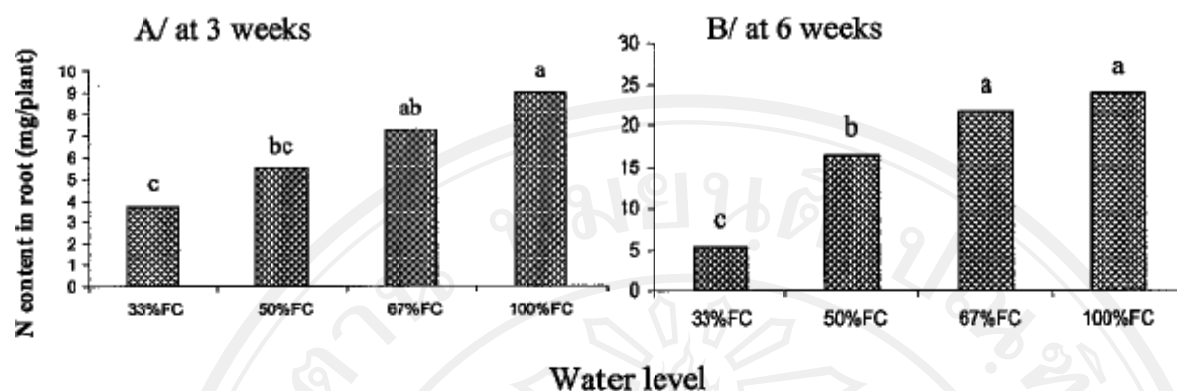 A/ at 3 weeks
B/ at 6 weeks
N content in root (mg/plant)
10
9
8
7
6
5
4
3
2
1
0
c
bc
ab
a
33%FC
50%FC
67%FC
100%FC
30
25
20
15
10
5
0
c
b
a
a
33%FC
50%FC
67%FC
100%FC
Water level